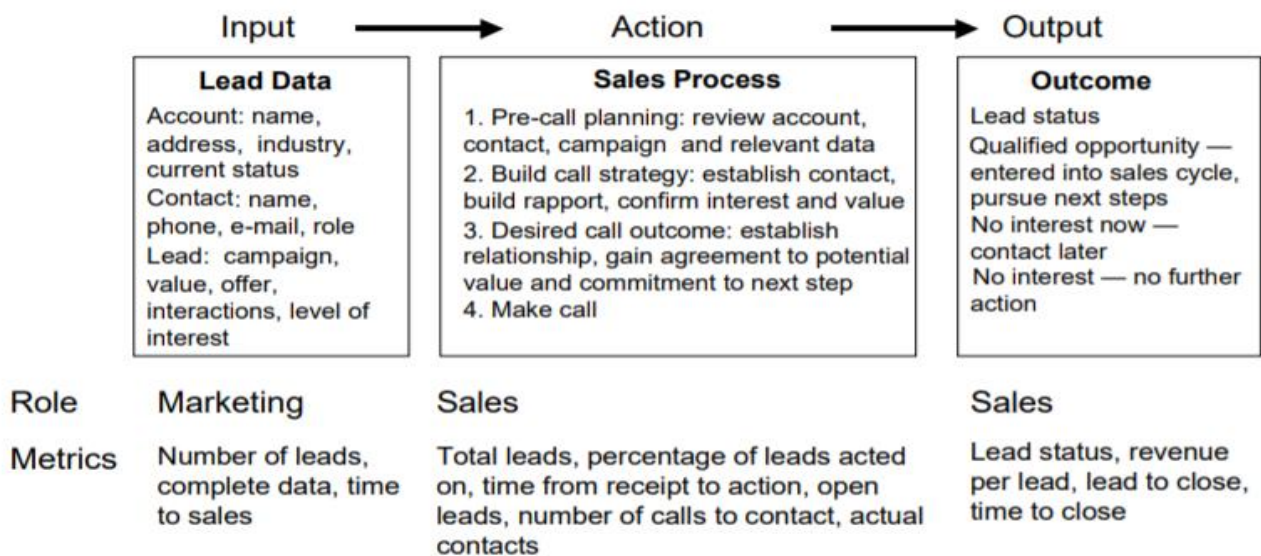 Input
Action
Output
Lead Data
Account: name,
address, industry,
current status
Contact: name,
phone, e-mail, role
Lead: campaign,
value, offer,
interactions, level of
interest
Sales Process
1. Pre-call planning: review account,
contact, campaign and relevant data
2. Build call strategy: establish contact,
build rapport, confirm interest and value
3. Desired call outcome: establish
relationship, gain agreement to potential
value and commitment to next step
4. Make call
Outcome
Lead status
Qualified opportunity —
entered into sales cycle,
pursue next steps
No interest now —
contact later
No interest — no further
action
Role
Marketing
Sales
Sales
Metrics
Number of leads,
complete data, time
to sales
Total leads, percentage of leads acted
on, time from receipt to action, open
leads, number of calls to contact, actual
contacts
Lead status, revenue
per lead, lead to close,
time to close